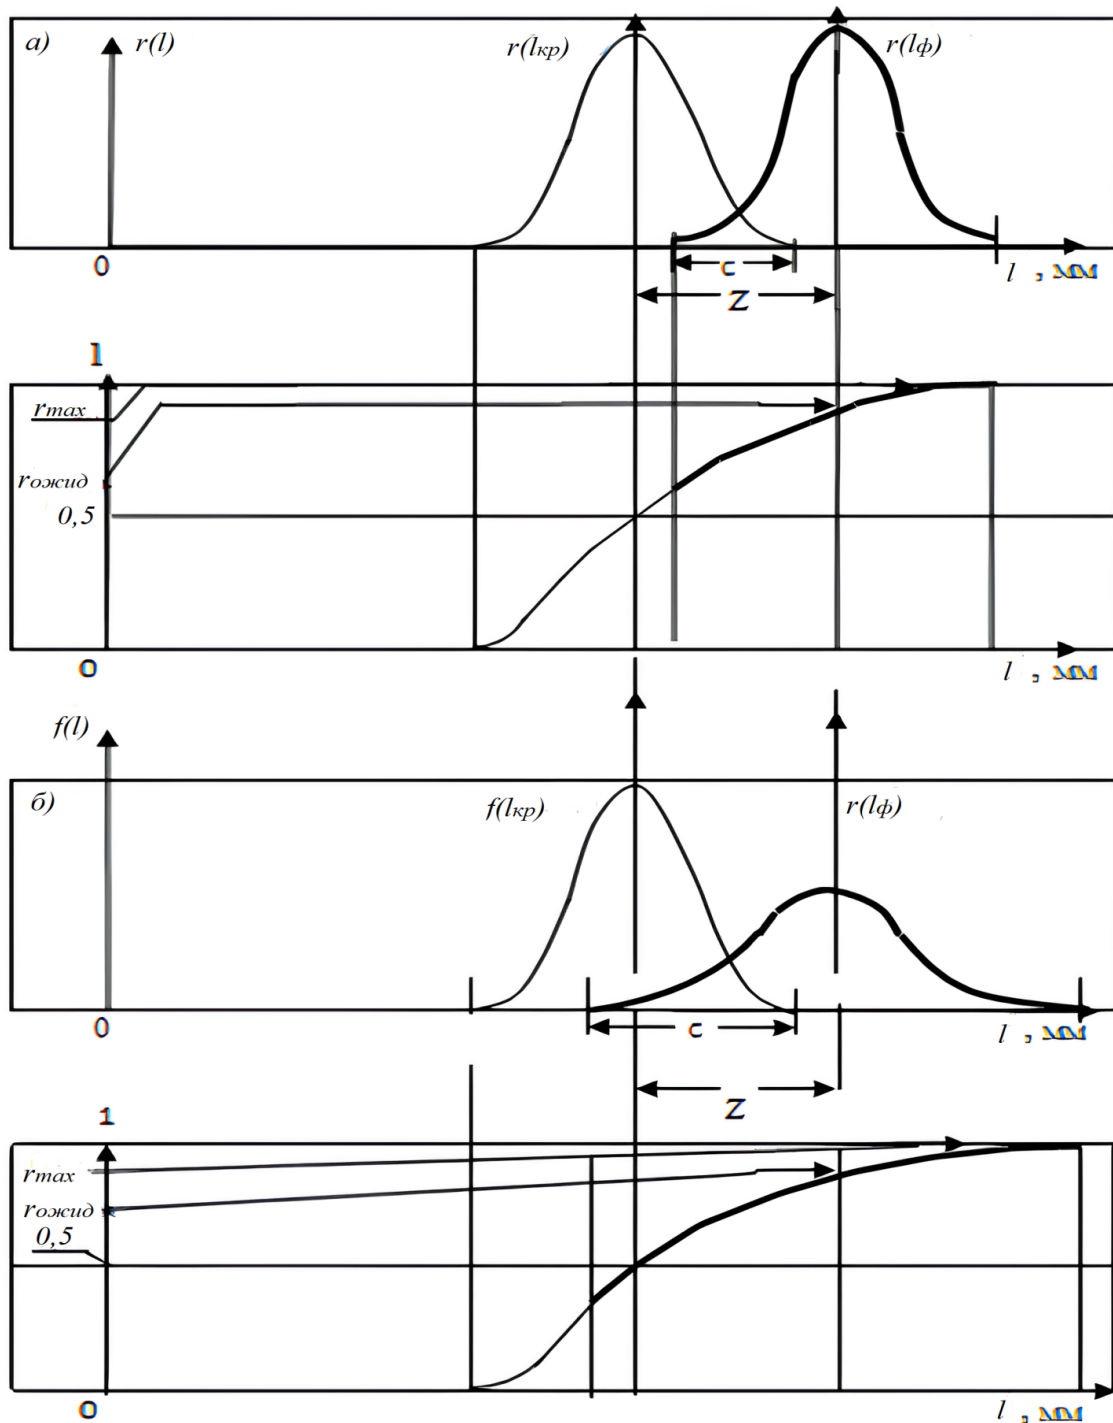 а) r(l) r(lкр) r(lф)
0 c l , мм
Z
1
rmax
rожид
0,5
0 l , мм
f(l)
б) f(lкр) r(lф)
0 c l , мм
Z
1
rmax
rожид
0,5
0 l , мм